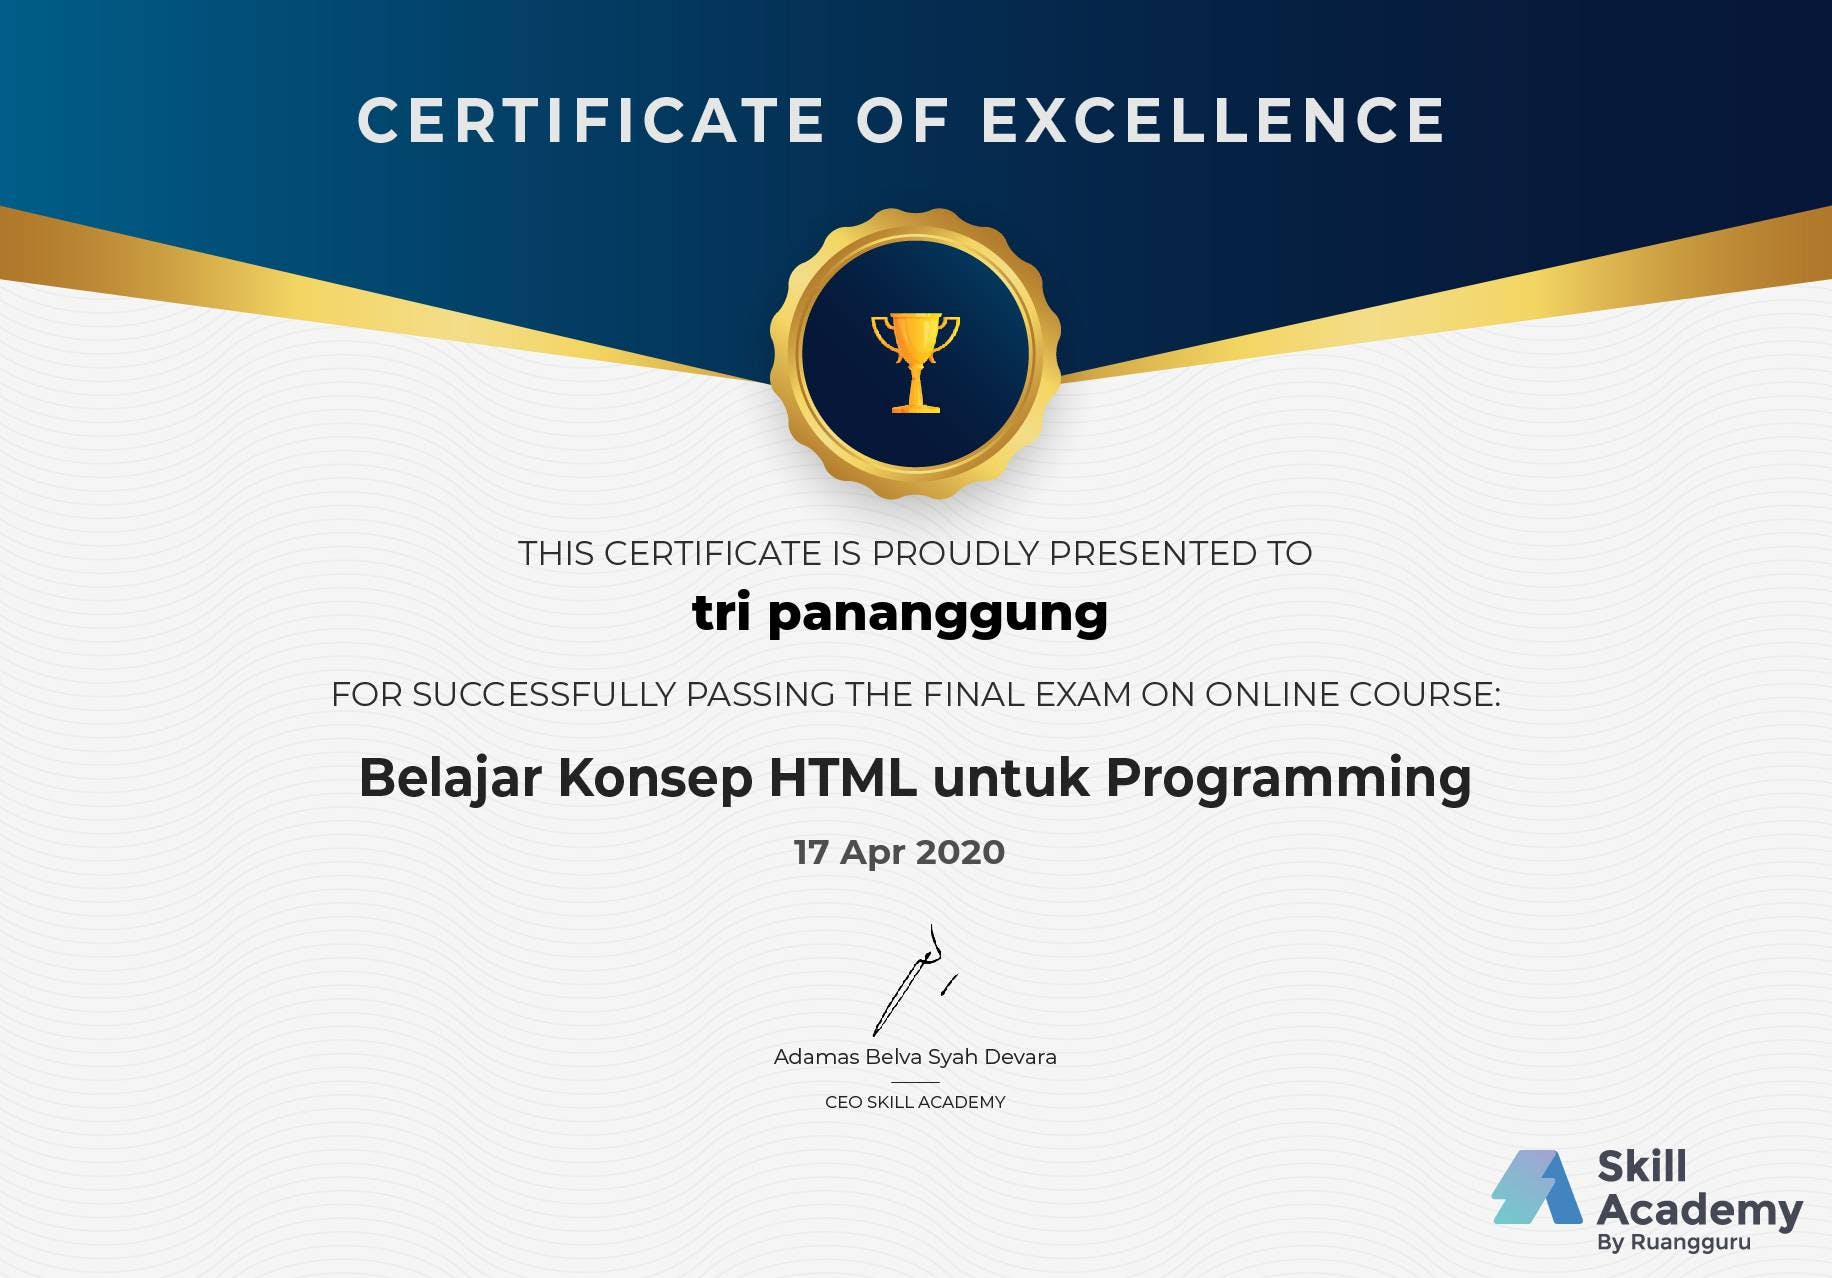 CERTIFICATE OF EXCELLENCE
THIS CERTIFICATE IS PROUDLY PRESENTED TO
tri pananggung
FOR SUCCESSFULLY PASSING THE FINAL EXAM ON ONLINE COURSE:
Belajar Konsep HTML untuk Programming
17 Apr 2020
Adamas Belva Syah Devara
CEO SKILL ACADEMY
Skill
Academy
By Ruangguru